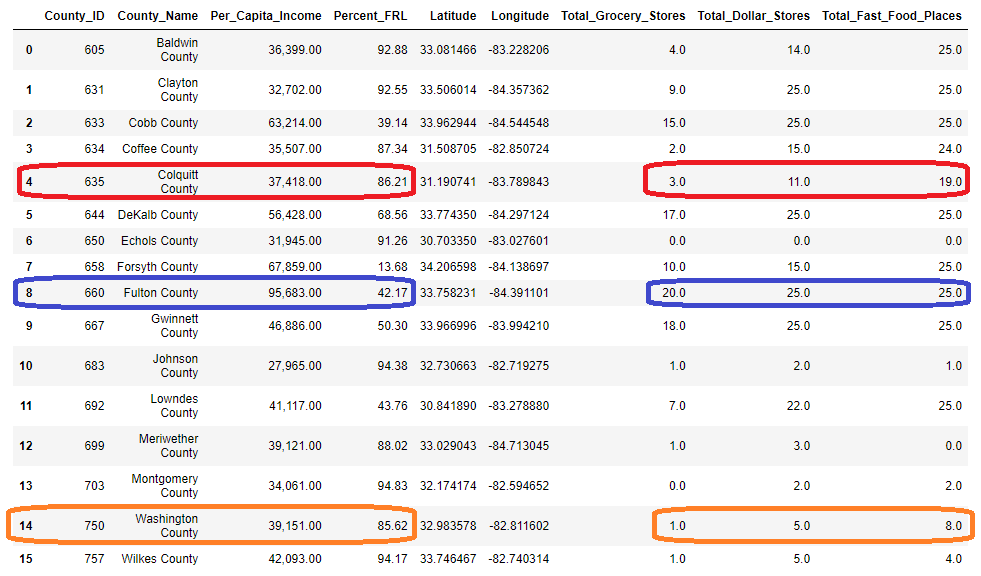 County_ID County_Name Per_Capita_Income Percent_FRL Latitude Longitude Total_Grocery_Stores Total_Dollar_Stores Total_Fast_Food_Places
0 605 Baldwin County 36,399.00 92.88 33.081466 -83.228206 4.0 14.0 25.0
1 631 Clayton County 32,702.00 92.55 33.506014 -84.357362 9.0 25.0 25.0
2 633 Cobb County 63,214.00 39.14 33.962944 -84.544548 15.0 25.0 25.0
3 634 Coffee County 35,507.00 87.34 31.508705 -82.850724 2.0 15.0 24.0
4 635 Colquitt County 37,418.00 86.21 31.190741 -83.789843 3.0 11.0 19.0
5 644 DeKalb County 56,428.00 68.56 33.774350 -84.297124 17.0 25.0 25.0
6 650 Echols County 31,945.00 91.26 30.703350 -83.027601 0.0 0.0 0.0
7 658 Forsyth County 67,859.00 13.68 34.206598 -84.138697 10.0 15.0 25.0
8 660 Fulton County 95,683.00 42.17 33.758231 -84.391101 20.0 25.0 25.0
9 667 Gwinnett County 46,886.00 50.30 33.966996 -83.994210 18.0 25.0 25.0
10 683 Johnson County 27,965.00 94.38 32.730663 -82.719275 1.0 2.0 1.0
11 692 Lowndes County 41,117.00 43.76 30.841890 -83.278880 7.0 22.0 25.0
12 699 Meriwether County 39,121.00 88.02 33.029043 -84.713045 1.0 3.0 0.0
13 703 Montgomery County 34,061.00 94.83 32.174174 -82.594652 0.0 2.0 2.0
14 750 Washington County 39,151.00 85.62 32.983578 -82.811602 1.0 5.0 8.0
15 757 Wilkes County 42,093.00 94.17 33.746467 -82.740314 1.0 5.0 4.0